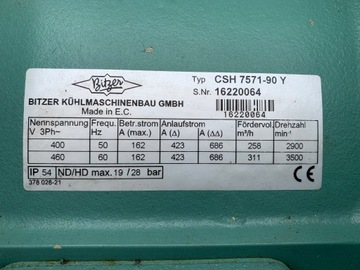 Bitzer
Typ CSH 7571-90 Y
S.Nr. 16220064
BITZER KÜHLMASCHINENBAU GMBH
Made in E.C.
16220064
Nennspannung Frequ. Betr.strom Anlaufstrom Fördervol. Drehzahl
V 3Ph~ Hz A (max.) A (Δ) A (ΔΔ) m³/h min⁻¹
400 50 162 423 686 258 2900
460 60 162 423 686 311 3500
IP 54 ND/HD max. 19 / 28 bar
378 028-21 CE